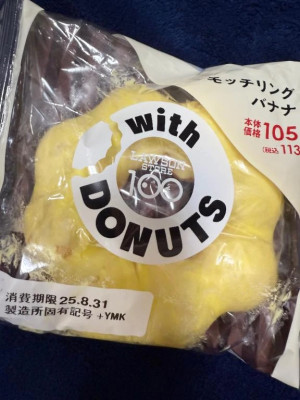 モッチリング
バナナ
本体
価格 105
(税込 113
with
LAWSON
STORE
100
DONUTS
消費期限 25.8.31
製造所固有記号 +YMK